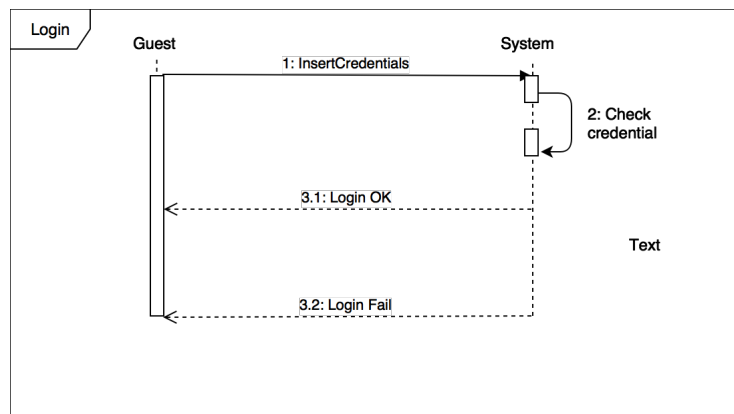 Login
Guest
System
1: InsertCredentials
2: Check
credential
3.1: Login OK
Text
3.2: Login Fail